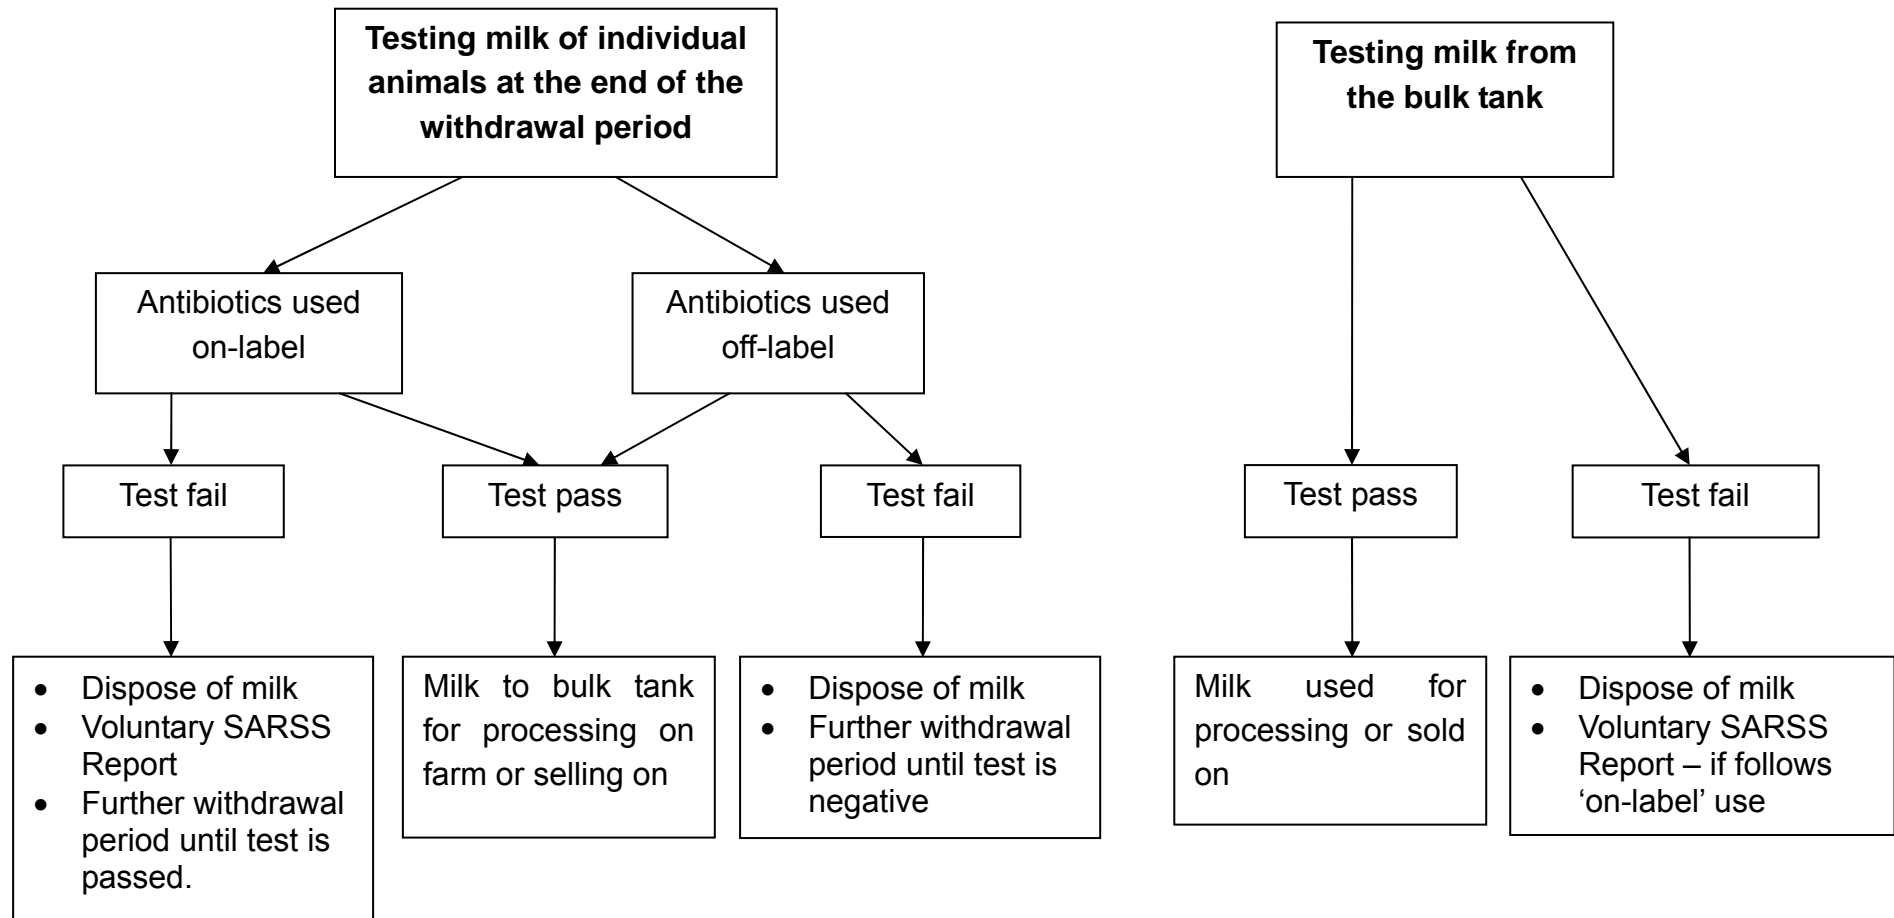 Testing milk of individual
animals at the end of the
withdrawal period
Testing milk from
the bulk tank
Antibiotics used
on-label
Antibiotics used
off-label
Test fail
Test pass
Test fail
Test pass
Test fail
• Dispose of milk
• Voluntary SARSS
Report
• Further withdrawal
period until test is
passed.
Milk to bulk tank
for processing on
farm or selling on
• Dispose of milk
• Further withdrawal
period until test is
negative
Milk used for
processing or sold
on
• Dispose of milk
• Voluntary SARSS
Report – if follows
‘on-label’ use